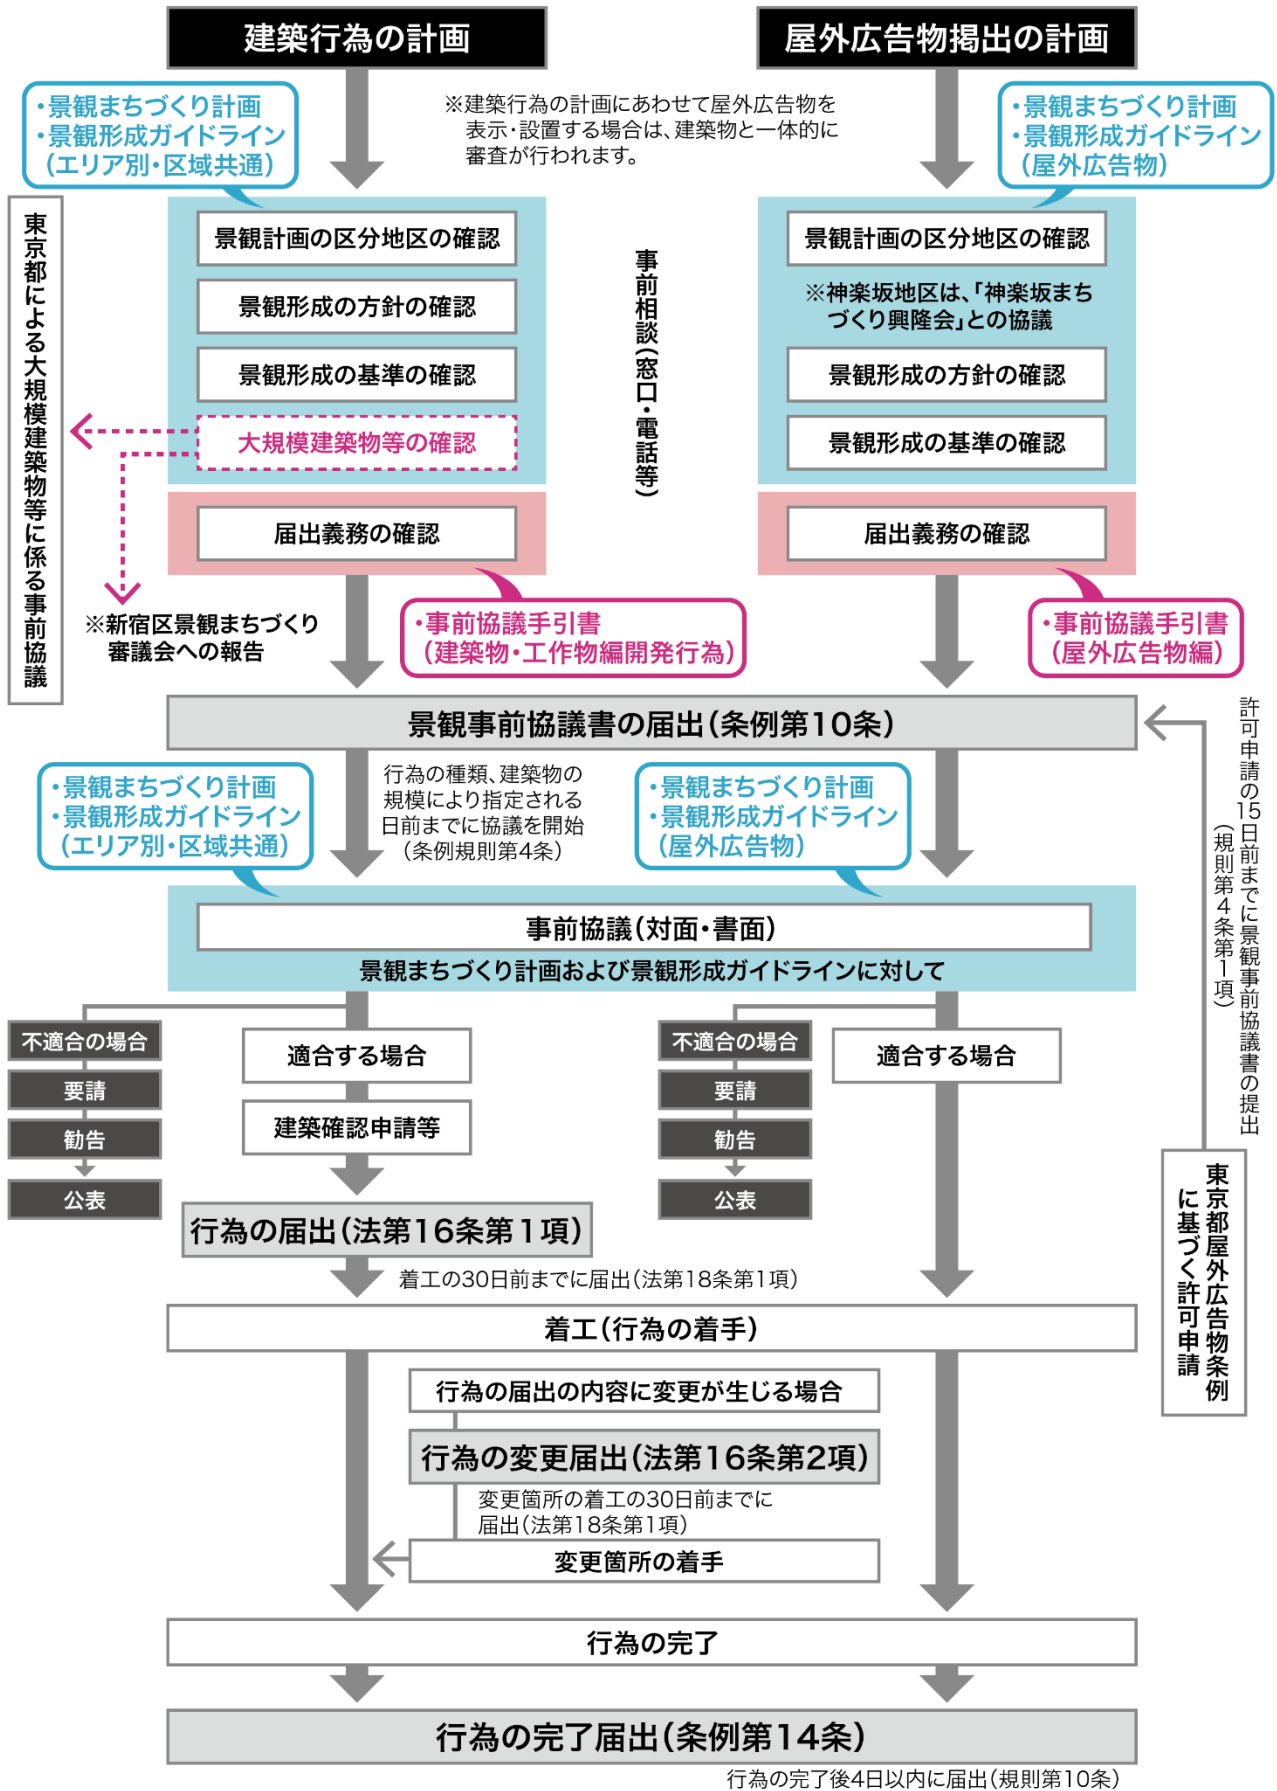 建築行為の計画
屋外広告物掲出の計画
・景観まちづくり計画
・景観形成ガイドライン
（エリア別・区域共通）
※建築行為の計画にあわせて屋外広告物を
表示・設置する場合は、建築物と一体的に
審査が行われます。
・景観まちづくり計画
・景観形成ガイドライン
（屋外広告物）
東京都による大規模建築物等に係る事前協議
景観計画の区分地区の確認
景観形成の方針の確認
景観形成の基準の確認
大規模建築物等の確認
届出義務の確認
事前相談（窓口・電話等）
景観計画の区分地区の確認
※神楽坂地区は、「神楽坂まち
づくり興隆会」との協議
景観形成の方針の確認
景観形成の基準の確認
届出義務の確認
※新宿区景観まちづくり
審議会への報告
・事前協議手引書
（建築物・工作物編開発行為）
・事前協議手引書
（屋外広告物編）
景観事前協議書の届出（条例第10条）
許可申請の15日前までに景観事前協議書の提出
（規則第4条第1項）
・景観まちづくり計画
・景観形成ガイドライン
（エリア別・区域共通）
行為の種類、建築物の
規模により指定される
日前までに協議を開始
（条例規則第4条）
・景観まちづくり計画
・景観形成ガイドライン
（屋外広告物）
事前協議（対面・書面）
景観まちづくり計画および景観形成ガイドラインに対して
不適合の場合
要請
勧告
公表
適合する場合
建築確認申請等
行為の届出（法第16条第1項）
不適合の場合
要請
勧告
公表
適合する場合
東京都屋外広告物条例
に基づく許可申請
着工の30日前までに届出（法第18条第1項）
着工（行為の着手）
行為の届出の内容に変更が生じる場合
行為の変更届出（法第16条第2項）
変更箇所の着工の30日前までに
届出（法第18条第1項）
変更箇所の着手
行為の完了
行為の完了届出（条例第14条）
行為の完了後4日以内に届出（規則第10条）